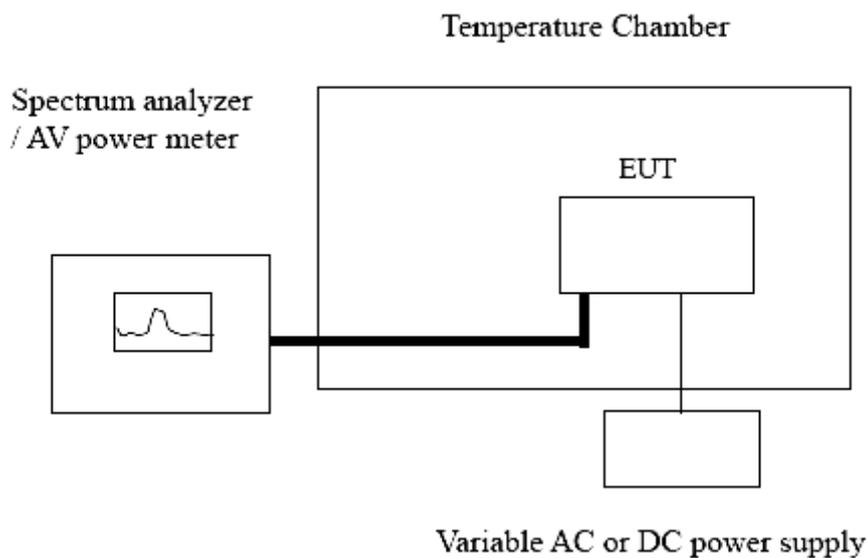 Temperature Chamber
Spectrum analyzer
/ AV power meter
EUT
Variable AC or DC power supply